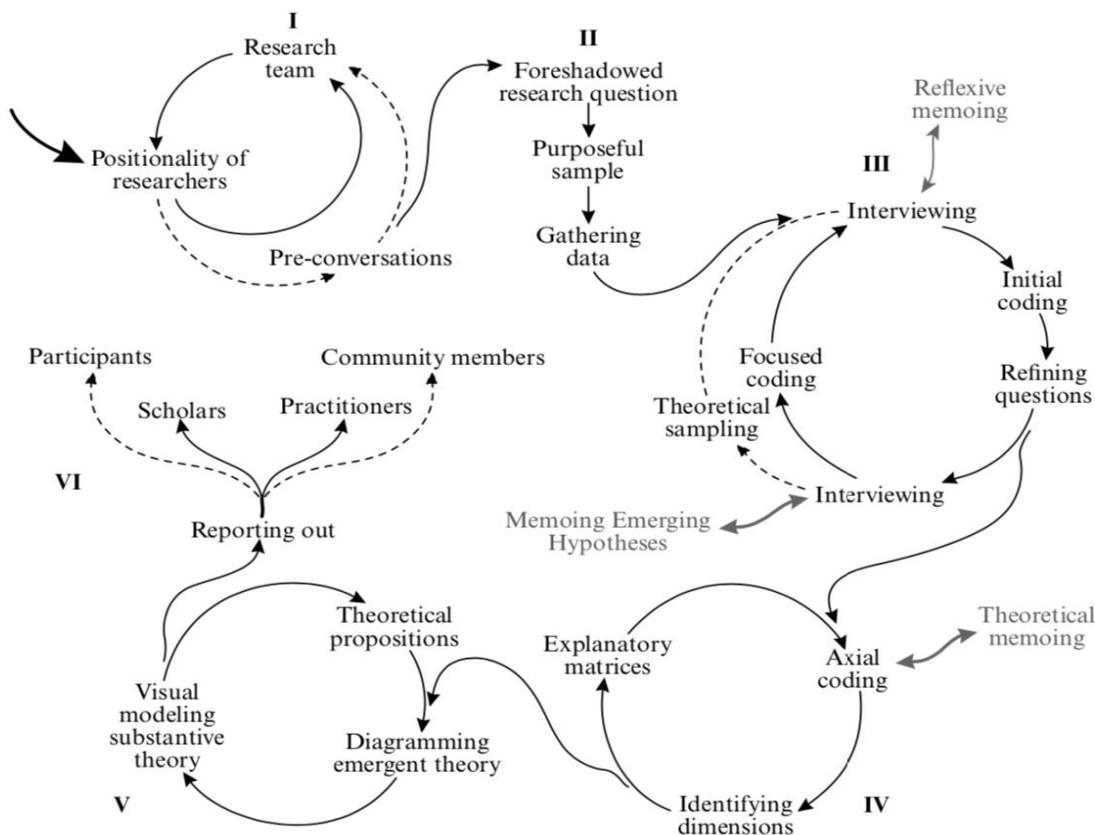 I
Research
team
Positionality of
researchers
Pre-conversations
II
Foreshadowed
research question
Purposeful
sample
Gathering
data
III
Reflexive
memoing
Interviewing
Initial
coding
Refining
questions
Interviewing
Focused
coding
Theoretical
sampling
Memoing Emerging
Hypotheses
IV
Axial
coding
Theoretical
memoing
Identifying
dimensions
Explanatory
matrices
V
Theoretical
propositions
Diagramming
emergent theory
Visual
modeling
substantive
theory
VI
Reporting out
Participants
Scholars
Practitioners
Community members